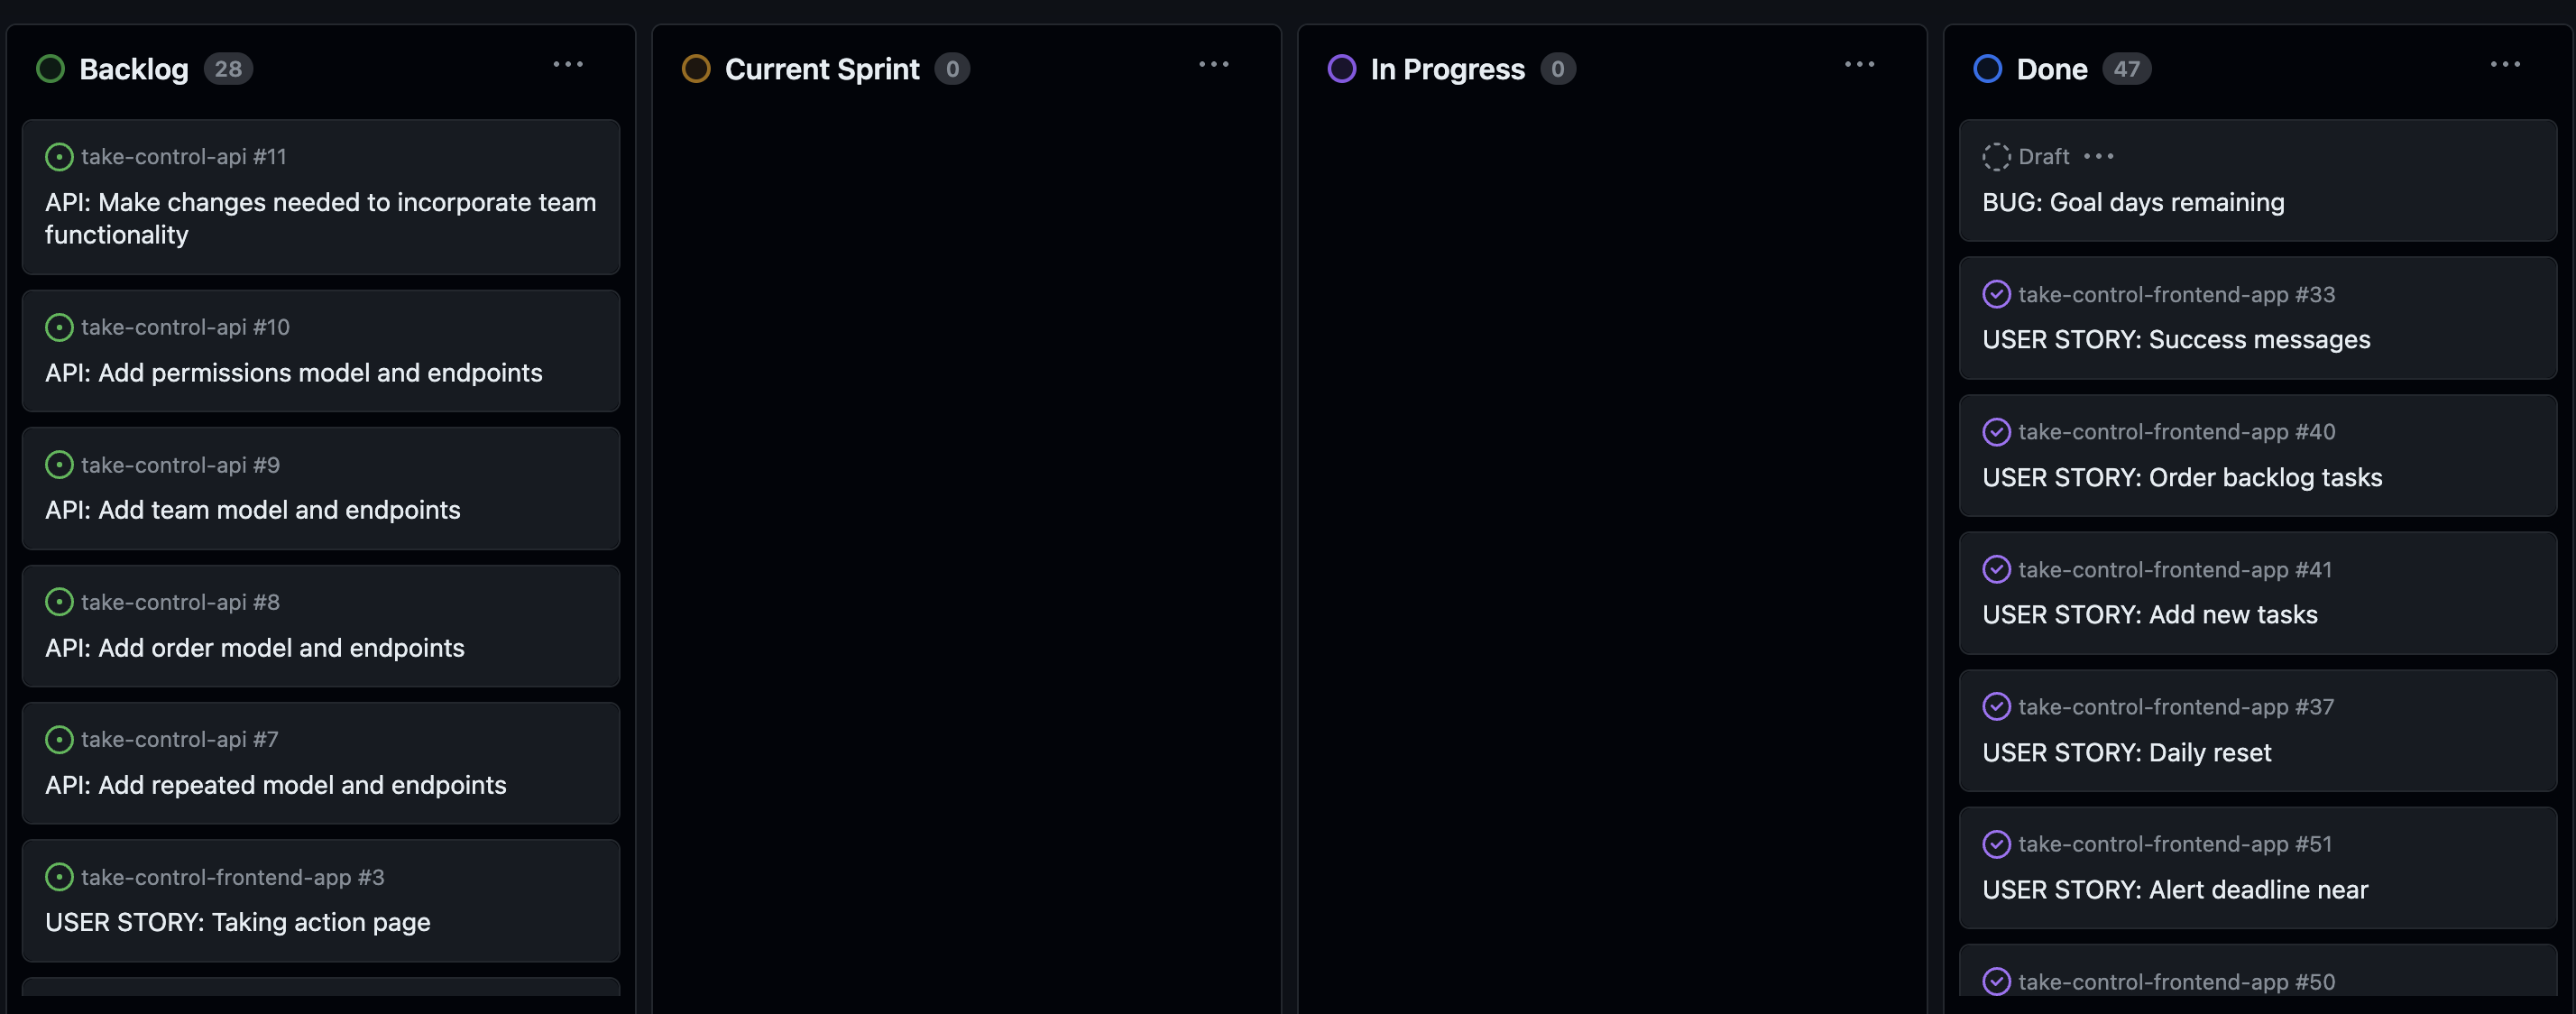 Backlog 28
take-control-api #11
API: Make changes needed to incorporate team
functionality
take-control-api #10
API: Add permissions model and endpoints
take-control-api #9
API: Add team model and endpoints
take-control-api #8
API: Add order model and endpoints
take-control-api #7
API: Add repeated model and endpoints
take-control-frontend-app #3
USER STORY: Taking action page
Current Sprint 0
In Progress 0
Done 47
Draft
BUG: Goal days remaining
take-control-frontend-app #33
USER STORY: Success messages
take-control-frontend-app #40
USER STORY: Order backlog tasks
take-control-frontend-app #41
USER STORY: Add new tasks
take-control-frontend-app #37
USER STORY: Daily reset
take-control-frontend-app #51
USER STORY: Alert deadline near
take-control-frontend-app #50